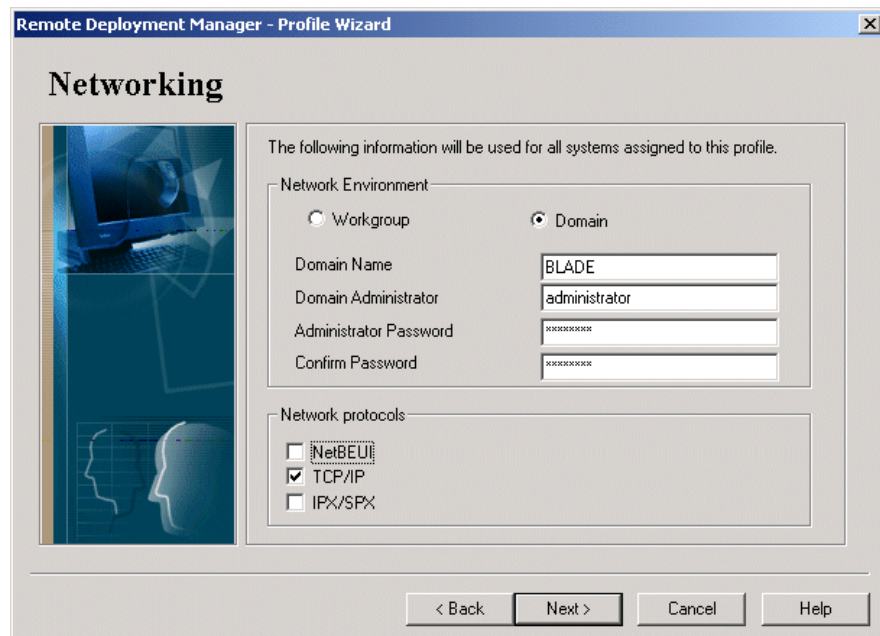 Remote Deployment Manager - Profile Wizard
Networking
The following information will be used for all systems assigned to this profile.
Network Environment
Workgroup
Domain
Domain Name
BLADE
Domain Administrator
administrator
Administrator Password
********
Confirm Password
********
Network protocols
NetBEUI
TCP/IP
IPX/SPX
< Back
Next >
Cancel
Help